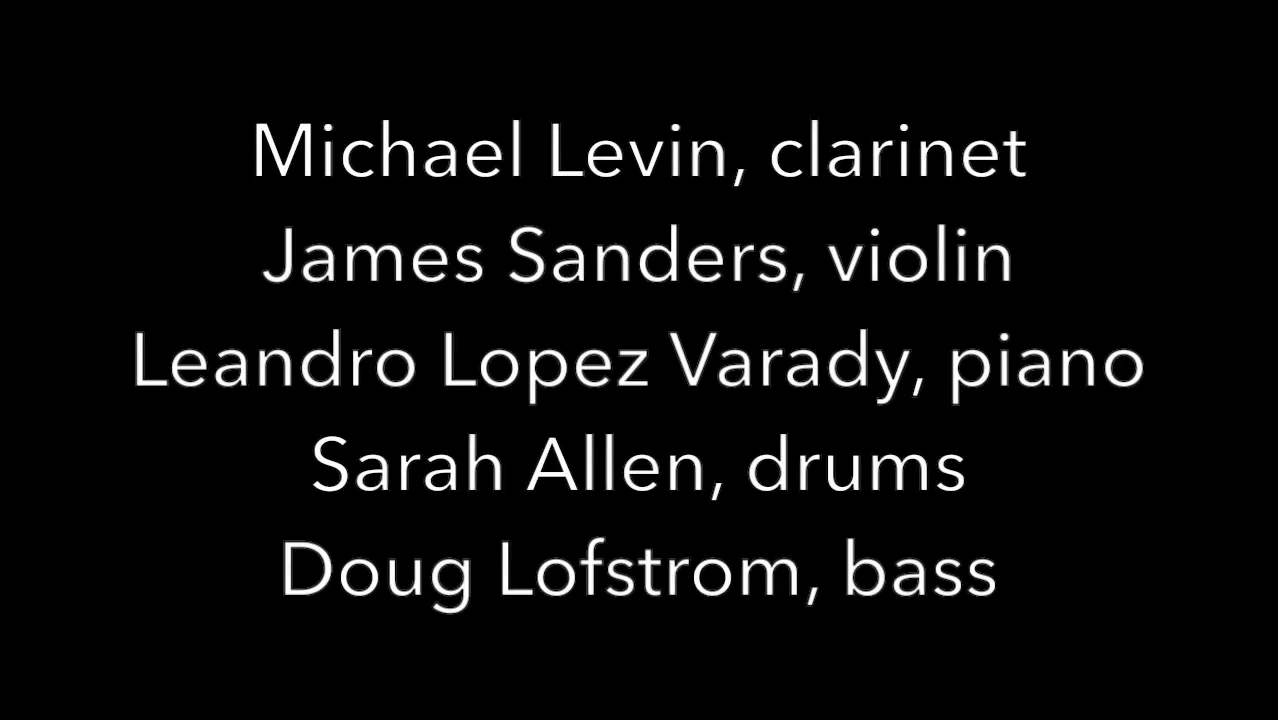 Michael Levin, clarinet
James Sanders, violin
Leandro Lopez Varady, piano
Sarah Allen, drums
Doug Lofstrom, bass